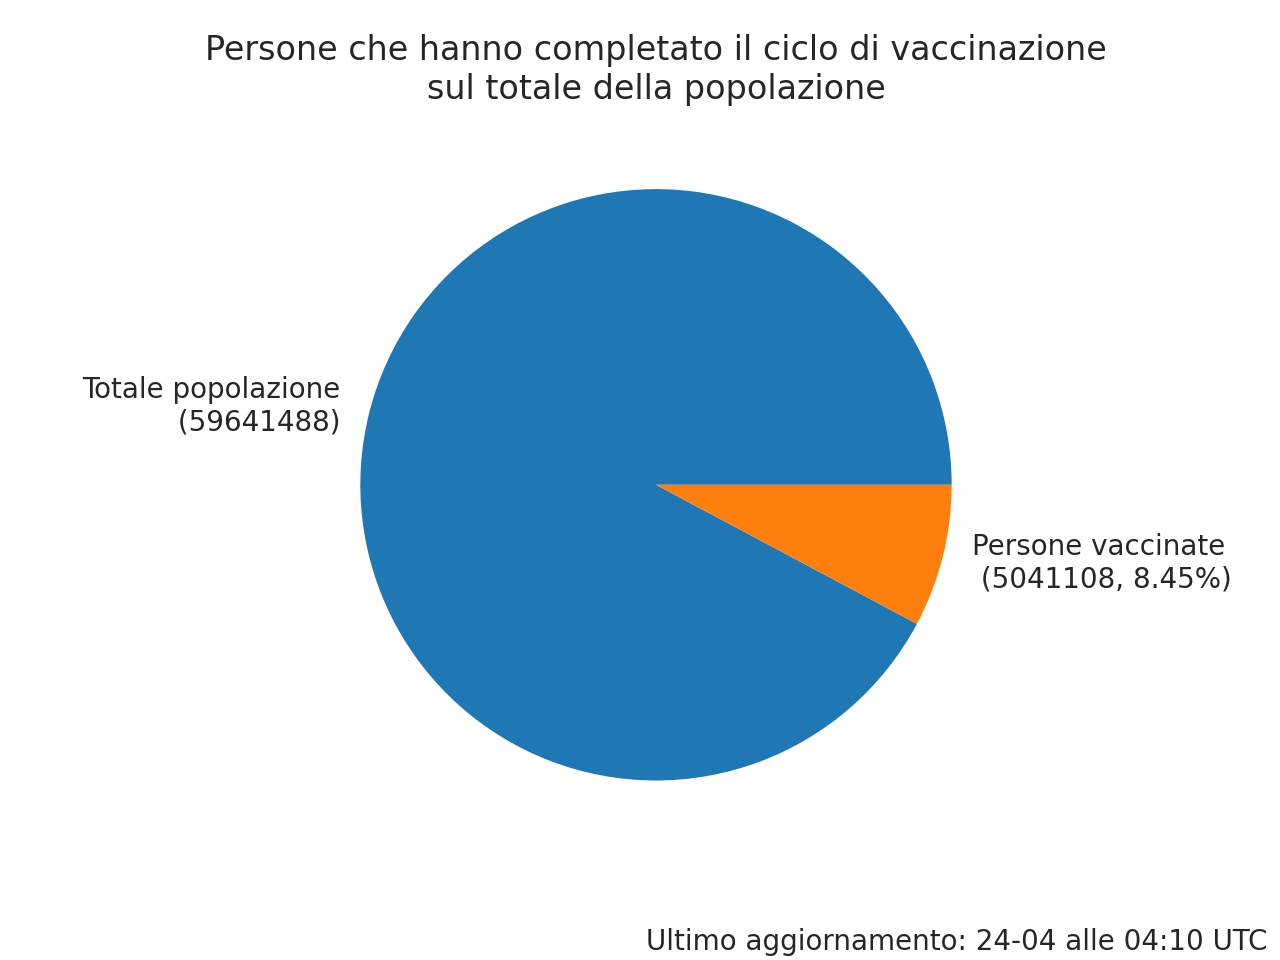 Persone che hanno completato il ciclo di vaccinazione
sul totale della popolazione
Totale popolazione
(59641488)
Persone vaccinate
(5041108, 8.45%)
Ultimo aggiornamento: 24-04 alle 04:10 UTC